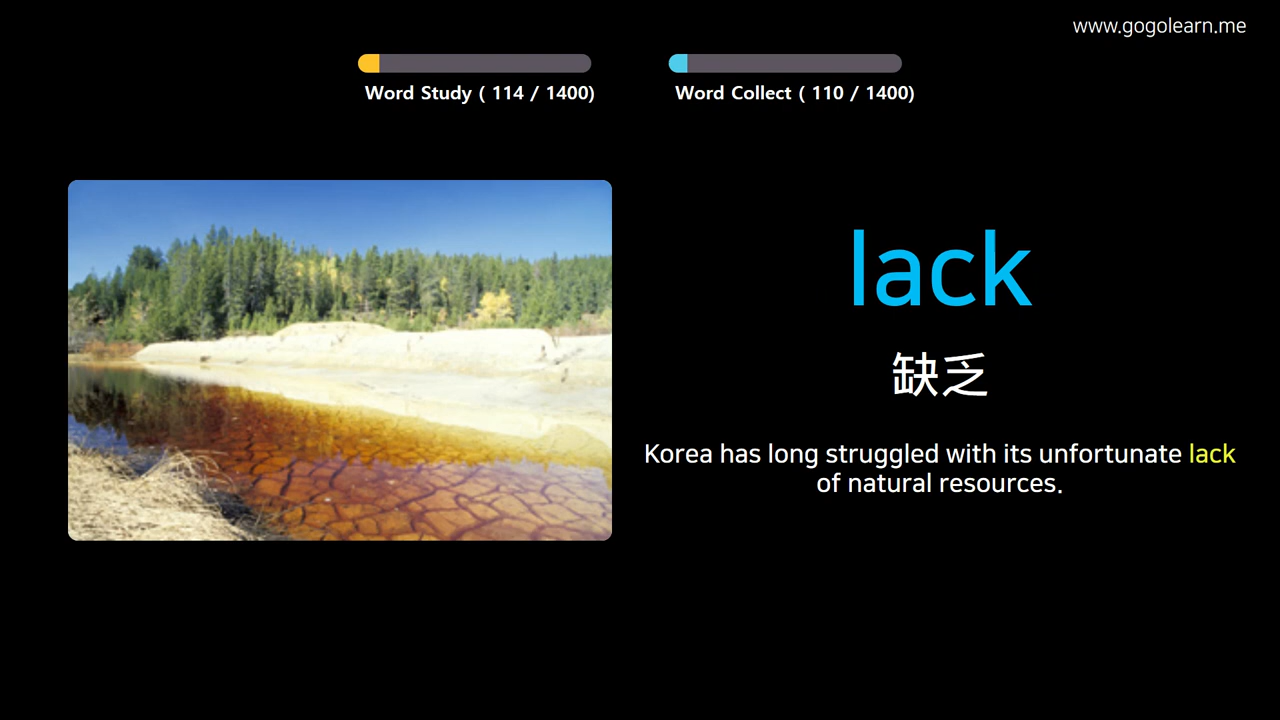 www.gogolearn.me
Word Study ( 114 / 1400)
Word Collect ( 110 / 1400)
lack
缺乏
Korea has long struggled with its unfortunate lack
of natural resources.